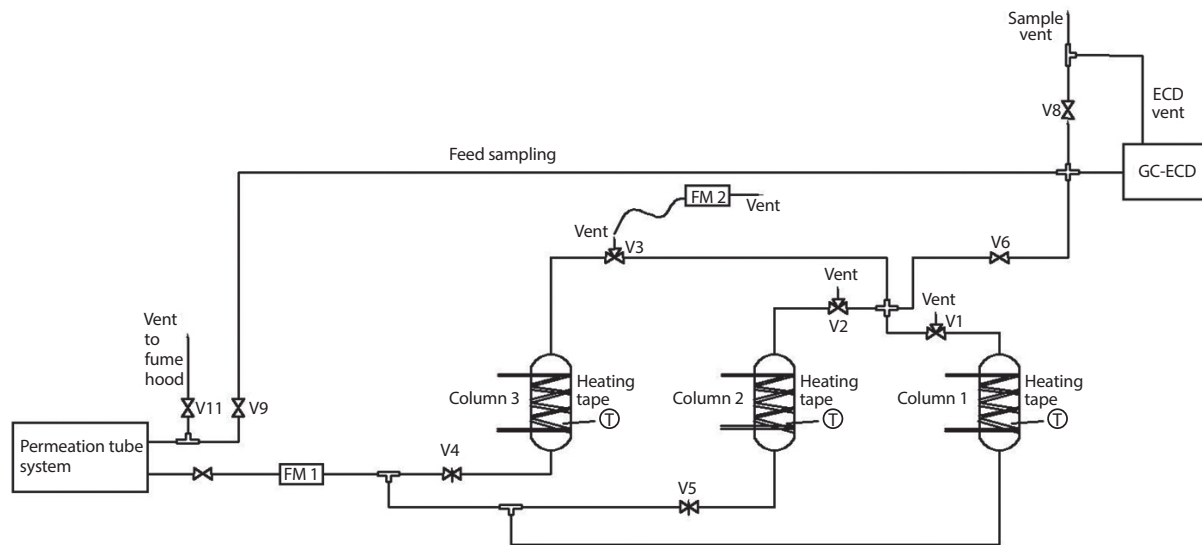 Sample
vent
V8
ECD
vent
Feed sampling
GC-ECD
FM 2
Vent
Vent
V3
V6
Vent
V2
Vent
V1
Vent
to
fume
hood
V11
V9
Column 3
Heating
tape
T
Column 2
Heating
tape
T
Column 1
Heating
tape
T
Permeation tube
system
FM 1
V4
V5